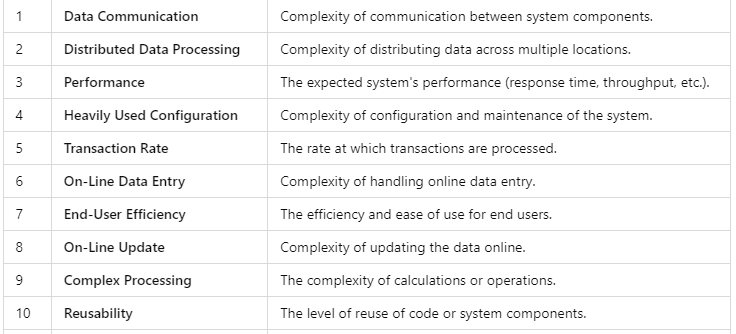 1 Data Communication Complexity of communication between system components.
2 Distributed Data Processing Complexity of distributing data across multiple locations.
3 Performance The expected system's performance (response time, throughput, etc.).
4 Heavily Used Configuration Complexity of configuration and maintenance of the system.
5 Transaction Rate The rate at which transactions are processed.
6 On-Line Data Entry Complexity of handling online data entry.
7 End-User Efficiency The efficiency and ease of use for end users.
8 On-Line Update Complexity of updating the data online.
9 Complex Processing The complexity of calculations or operations.
10 Reusability The level of reuse of code or system components.